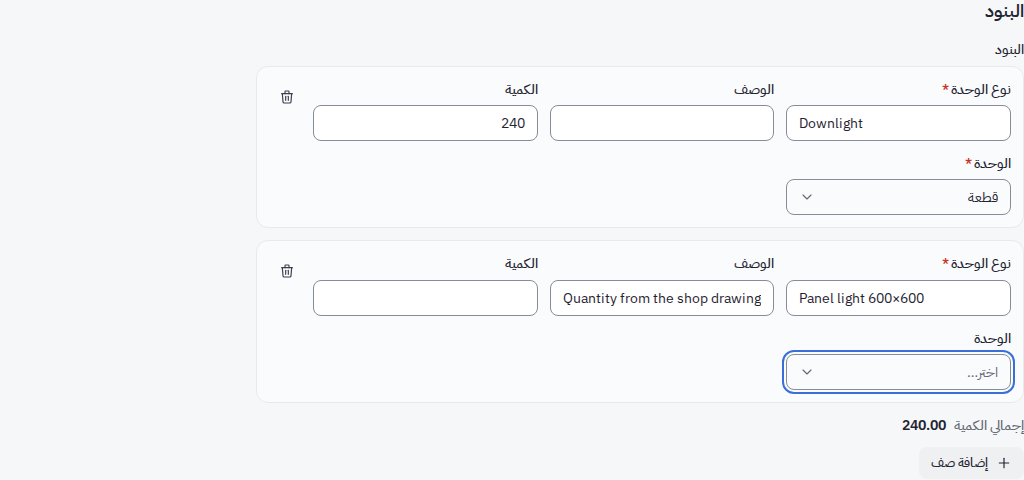 البنود
البنود
نوع الوحدة *
الوصف
الكمية
Downlight
240
الوحدة *
قطعة
نوع الوحدة *
الوصف
الكمية
Panel light 600×600
Quantity from the shop drawing
الوحدة
اختر...
إجمالي الكمية 240.00
+ إضافة صف